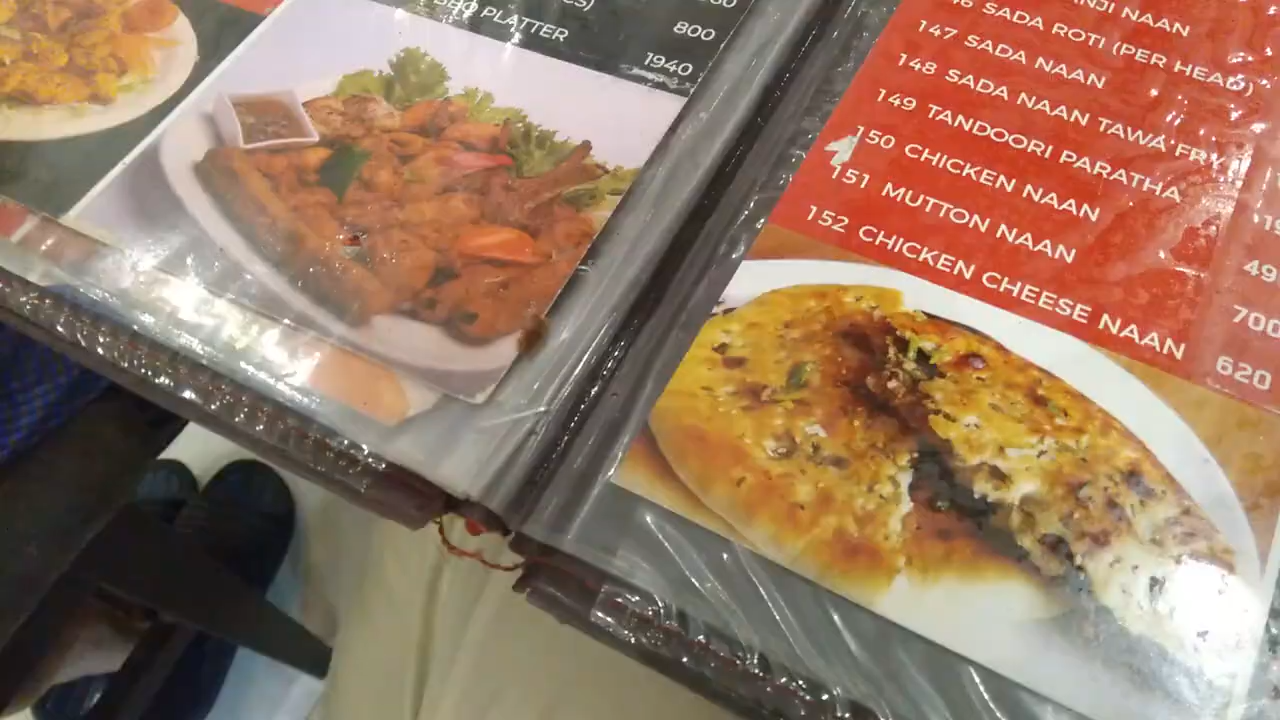 BBQ PLATTER
800
1940
NAAN
SADA ROTI (PER HEAD)
147 SADA NAAN
148 SADA NAAN TAWA FRY
149 TANDOORI PARATHA
150 CHICKEN NAAN
151 MUTTON NAAN
152 CHICKEN CHEESE NAAN
700
620